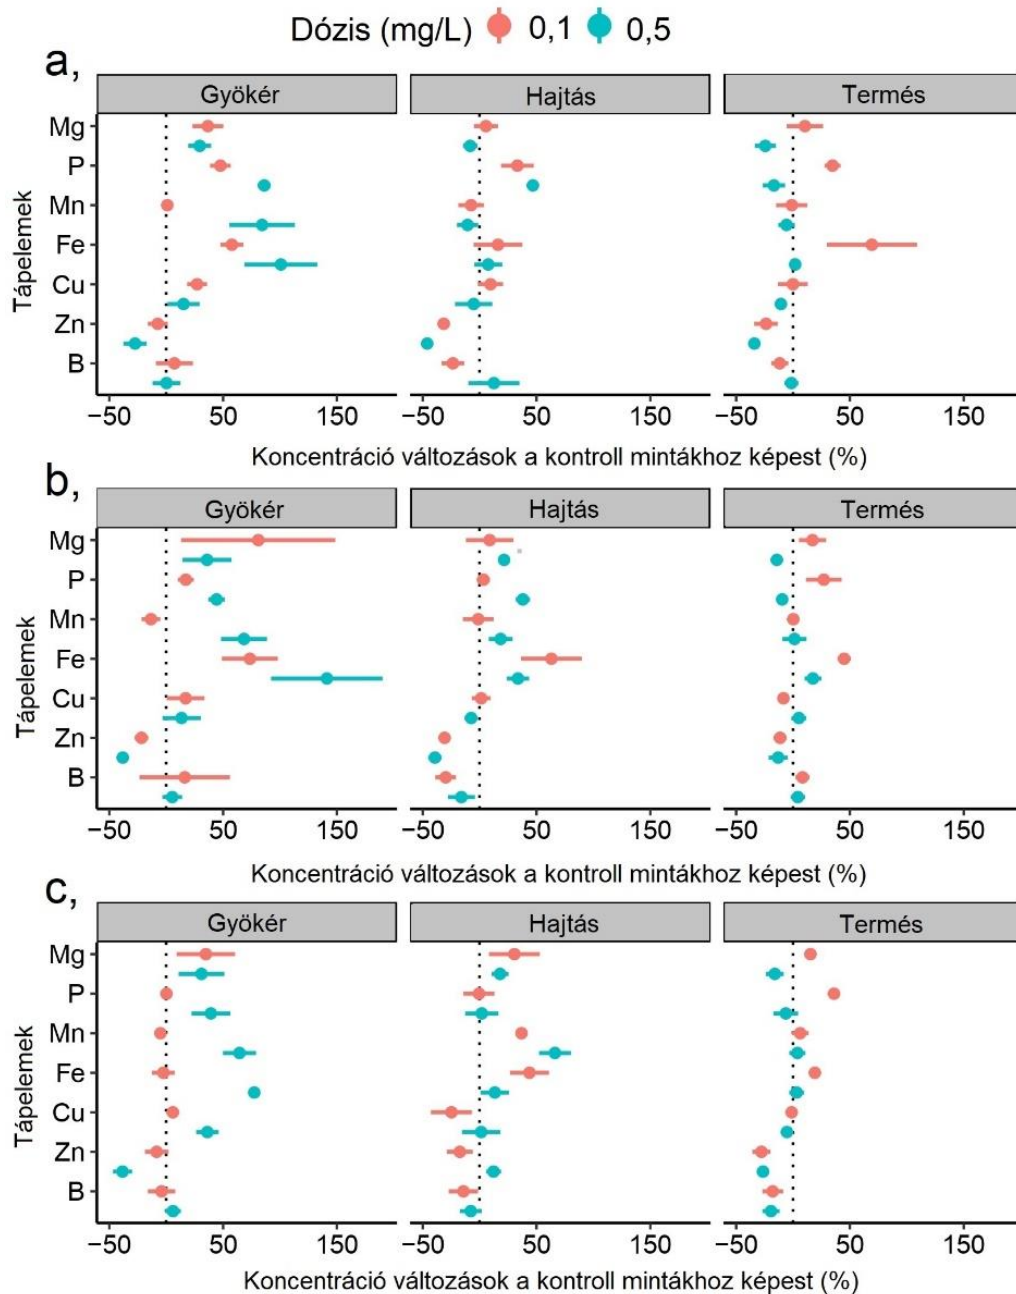 Dózis (mg/L) 0,1 0,5
a,
Gyökér Hajtás Termés
Tápelemek
Mg
P
Mn
Fe
Cu
Zn
B
−50 50 150 −50 50 150 −50 50 150
Koncentráció változások a kontroll mintákhoz képest (%)
b,
Gyökér Hajtás Termés
Tápelemek
Mg
P
Mn
Fe
Cu
Zn
B
−50 50 150 −50 50 150 −50 50 150
Koncentráció változások a kontroll mintákhoz képest (%)
c,
Gyökér Hajtás Termés
Tápelemek
Mg
P
Mn
Fe
Cu
Zn
B
−50 50 150 −50 50 150 −50 50 150
Koncentráció változások a kontroll mintákhoz képest (%)